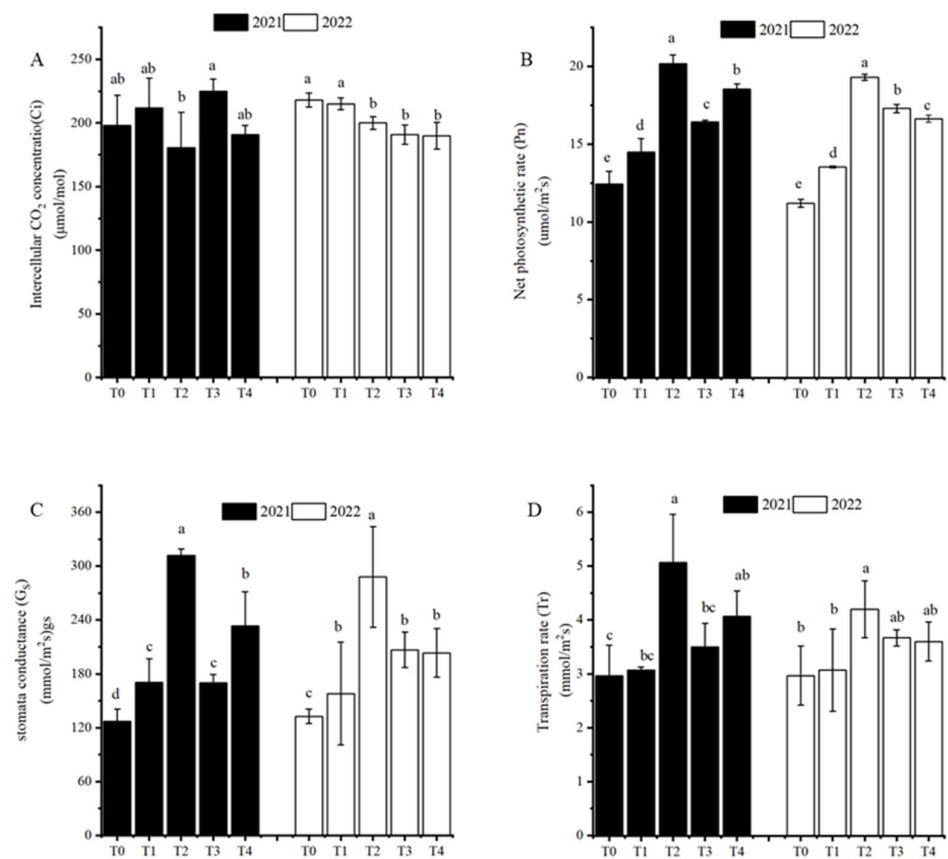 A
2021 2022
Intercellular CO₂ concentratio(Ci)
(μmol/mol)
250
200
150
100
50
0
ab ab b a ab a a b b b
T0 T1 T2 T3 T4 T0 T1 T2 T3 T4
B
2021 2022
Net photosynthetic rate (Pn)
(umol/m²s)
20
15
10
5
0
e d a c b e d a b c
T0 T1 T2 T3 T4 T0 T1 T2 T3 T4
C
2021 2022
stomata conductance (GS)
(mmol/m²s)gs
360
300
240
180
120
60
0
d c a c b c b a b b
T0 T1 T2 T3 T4 T0 T1 T2 T3 T4
D
2021 2022
Transpiration rate (Tr)
(mmol/m²s)
6
5
4
3
2
1
0
c bc a bc ab b b a ab ab
T0 T1 T2 T3 T4 T0 T1 T2 T3 T4